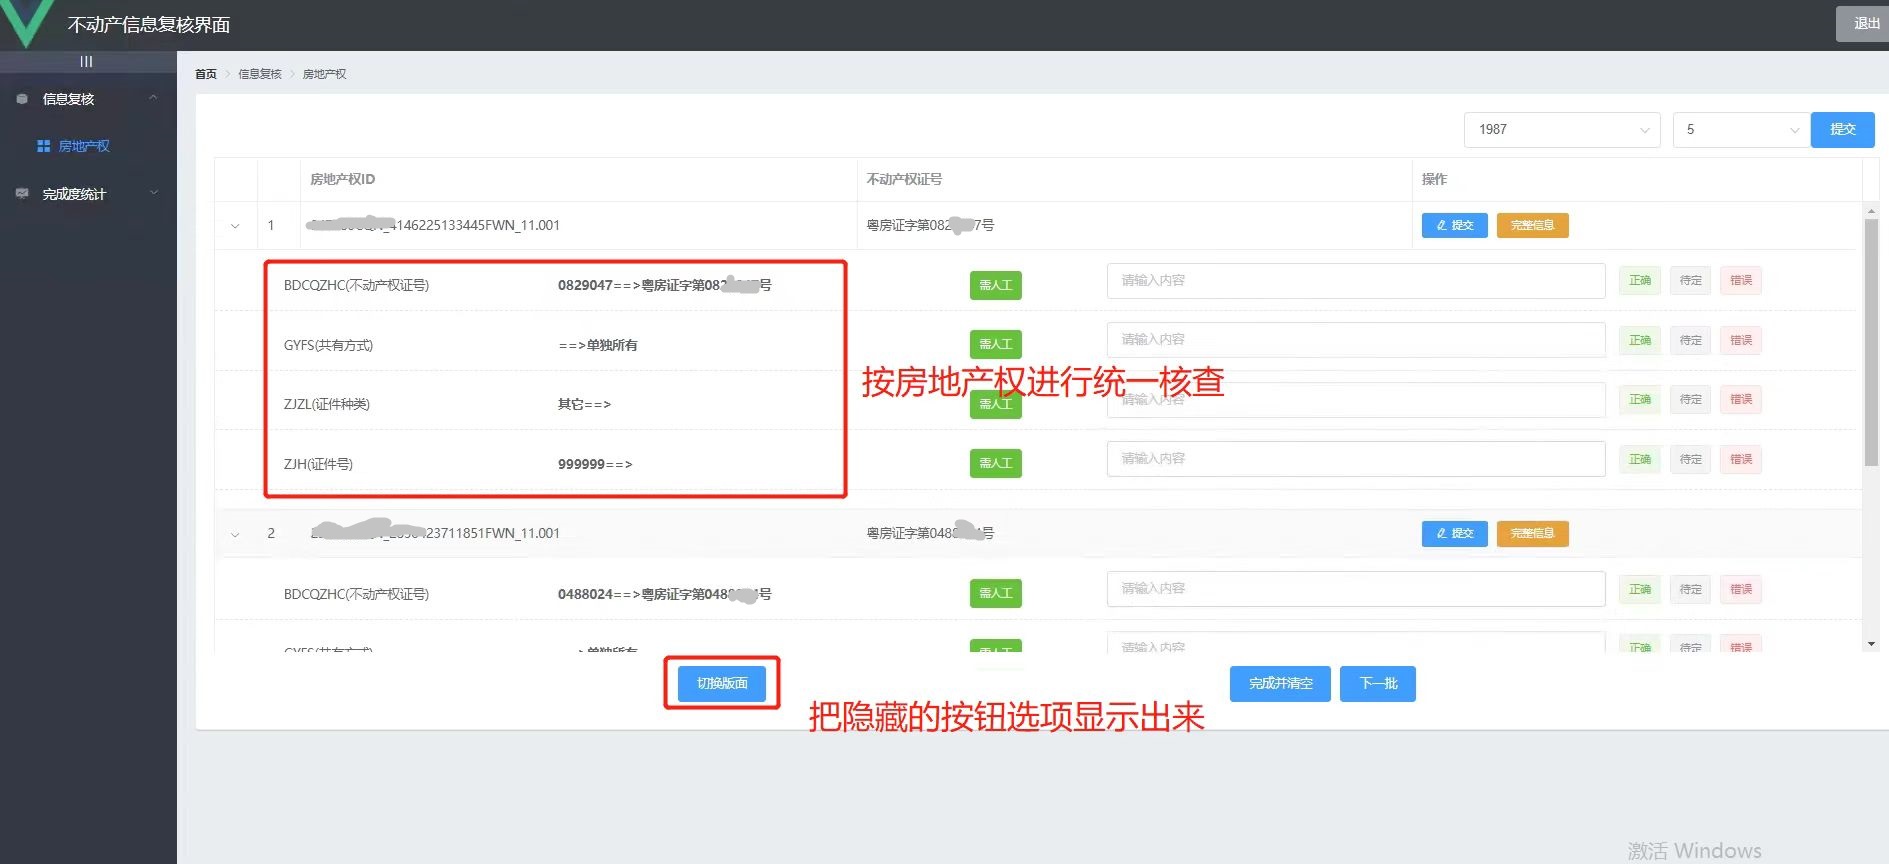 不动产信息复核界面
退出
首页 > 信息复核 > 房地产权
信息复核
房地产权
完成度统计
1987
5
提交
房地产权ID
不动产权证号
操作
1
4146225133445FWN_11.001
粤房证字第082 7号
提交
完整信息
BDCQZHC(不动产权证号)
0829047==>粤房证字第082 号
需人工
请输入内容
正确
待定
错误
GYFS(共有方式)
==>单独所有
需人工
请输入内容
正确
待定
错误
按房地产权进行统一核查
ZJZL(证件种类)
其它==>
需人工
请输入内容
正确
待定
错误
ZJH(证件号)
999999==>
需人工
请输入内容
正确
待定
错误
2
23711851FWN_11.001
粤房证字第048 号
提交
完整信息
BDCQZHC(不动产权证号)
0488024==>粤房证字第048 号
需人工
请输入内容
正确
待定
错误
GYFS(共有方式)
==>单独所有
需人工
请输入内容
正确
待定
错误
切换版面
完成并清空
下一批
把隐藏的按钮选项显示出来
激活 Windows